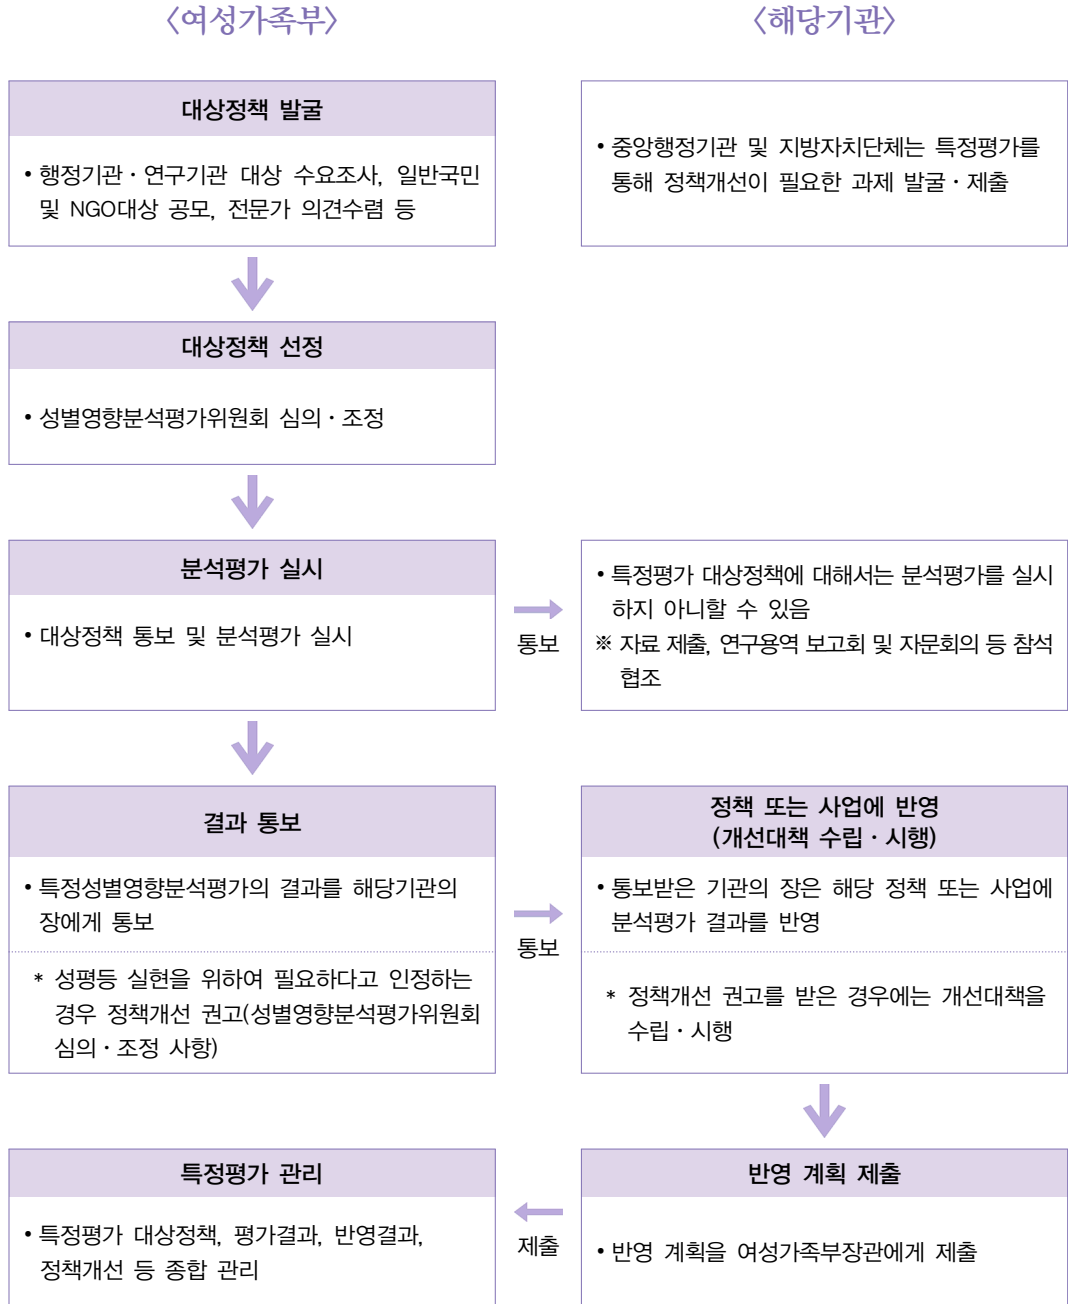 〈여성가족부〉
〈해당기관〉
대상정책 발굴
• 행정기관·연구기관 대상 수요조사, 일반국민
및 NGO대상 공모, 전문가 의견수렴 등
• 중앙행정기관 및 지방자치단체는 특정평가를
통해 정책개선이 필요한 과제 발굴·제출
대상정책 선정
• 성별영향분석평가위원회 심의·조정
분석평가 실시
• 대상정책 통보 및 분석평가 실시
통보
• 특정평가 대상정책에 대해서는 분석평가를 실시
하지 아니할 수 있음
※ 자료 제출, 연구용역 보고회 및 자문회의 등 참석
협조
결과 통보
• 특정성별영향분석평가의 결과를 해당기관의
장에게 통보
* 성평등 실현을 위하여 필요하다고 인정하는
경우 정책개선 권고(성별영향분석평가위원회
심의·조정 사항)
통보
정책 또는 사업에 반영
(개선대책 수립·시행)
• 통보받은 기관의 장은 해당 정책 또는 사업에
분석평가 결과를 반영
* 정책개선 권고를 받은 경우에는 개선대책을
수립·시행
특정평가 관리
• 특정평가 대상정책, 평가결과, 반영결과,
정책개선 등 종합 관리
제출
반영 계획 제출
• 반영 계획을 여성가족부장관에게 제출